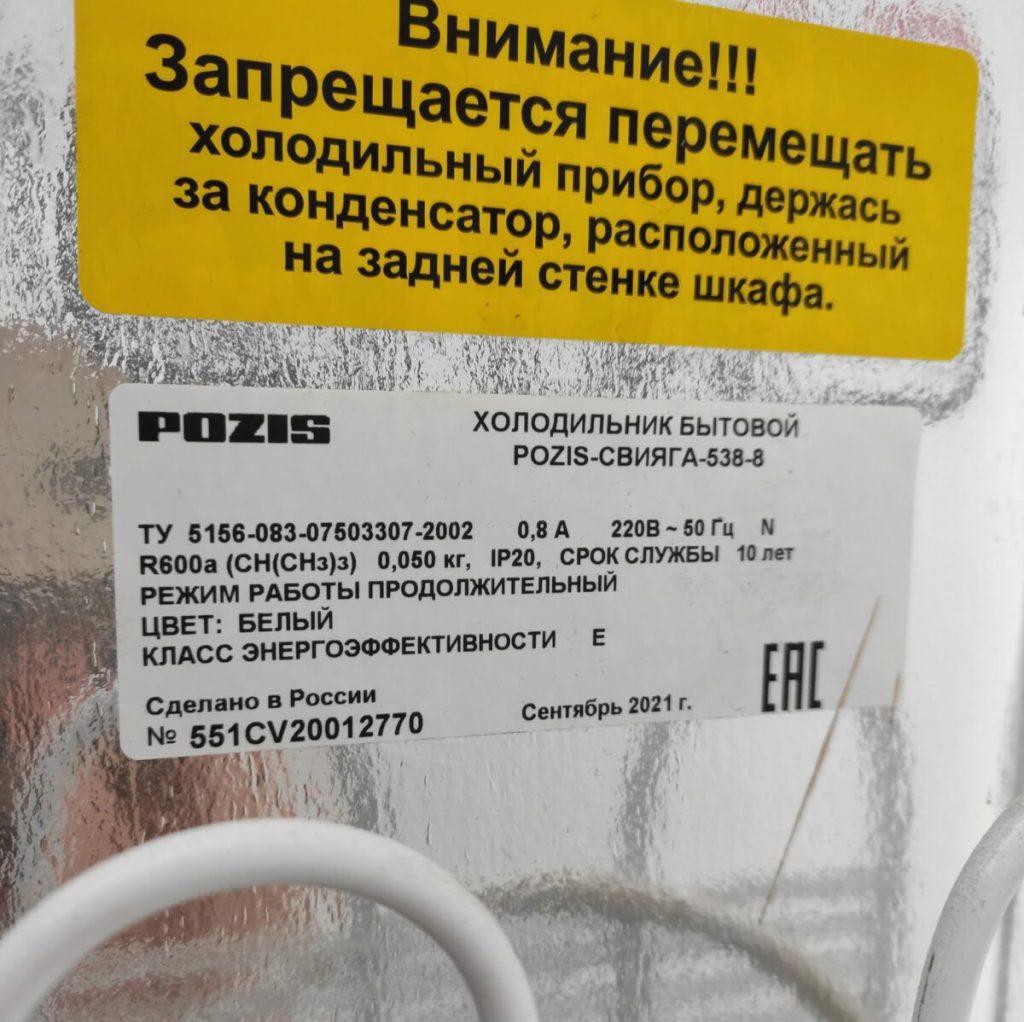 Внимание!!!
Запрещается перемещать
холодильный прибор, держась
за конденсатор, расположенный
на задней стенке шкафа.
POZIS
ХОЛОДИЛЬНИК БЫТОВОЙ
POZIS-СВИЯГА-538-8
ТУ 5156-083-07503307-2002 0,8 А 220В ~ 50 Гц N
R600a (CH(CH₃)₃) 0,050 кг, IP20, СРОК СЛУЖБЫ 10 лет
РЕЖИМ РАБОТЫ ПРОДОЛЖИТЕЛЬНЫЙ
ЦВЕТ: БЕЛЫЙ
КЛАСС ЭНЕРГОЭФФЕКТИВНОСТИ Е
EAC
Сделано в России
№ 551CV20012770
Сентябрь 2021 г.